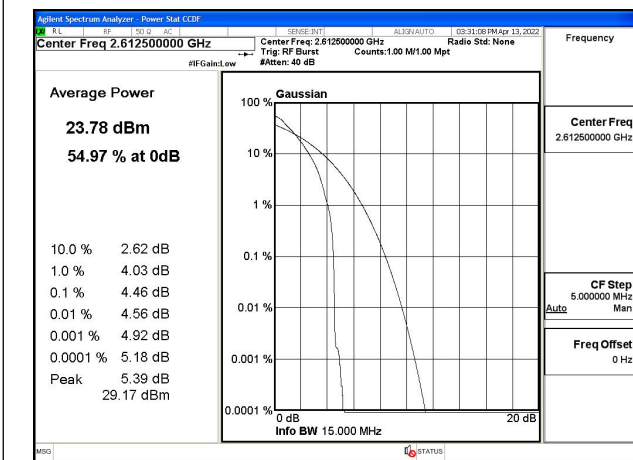 Agilent Spectrum Analyzer - Power Stat CCDF
LXI RL RF 50 Ω AC SENSE:INT ALIGN AUTO 03:31:08 PM Apr 13, 2022
Center Freq 2.612500000 GHz
Center Freq: 2.612500000 GHz Radio Std: None
Trig: RF Burst Counts:1.00 M/1.00 Mpt
#IFGain:Low #Atten: 40 dB
Frequency
Average Power
23.78 dBm
54.97 % at 0dB
10.0 % 2.62 dB
1.0 % 4.03 dB
0.1 % 4.46 dB
0.01 % 4.56 dB
0.001 % 4.92 dB
0.0001 % 5.18 dB
Peak 5.39 dB
29.17 dBm
Gaussian
100 %
10 %
1 %
0.1 %
0.01 %
0.001 %
0.0001 %
0 dB 20 dB
Info BW 15.000 MHz
Center Freq
2.612500000 GHz
CF Step
5.000000 MHz
Auto Man
Freq Offset
0 Hz
MSG STATUS